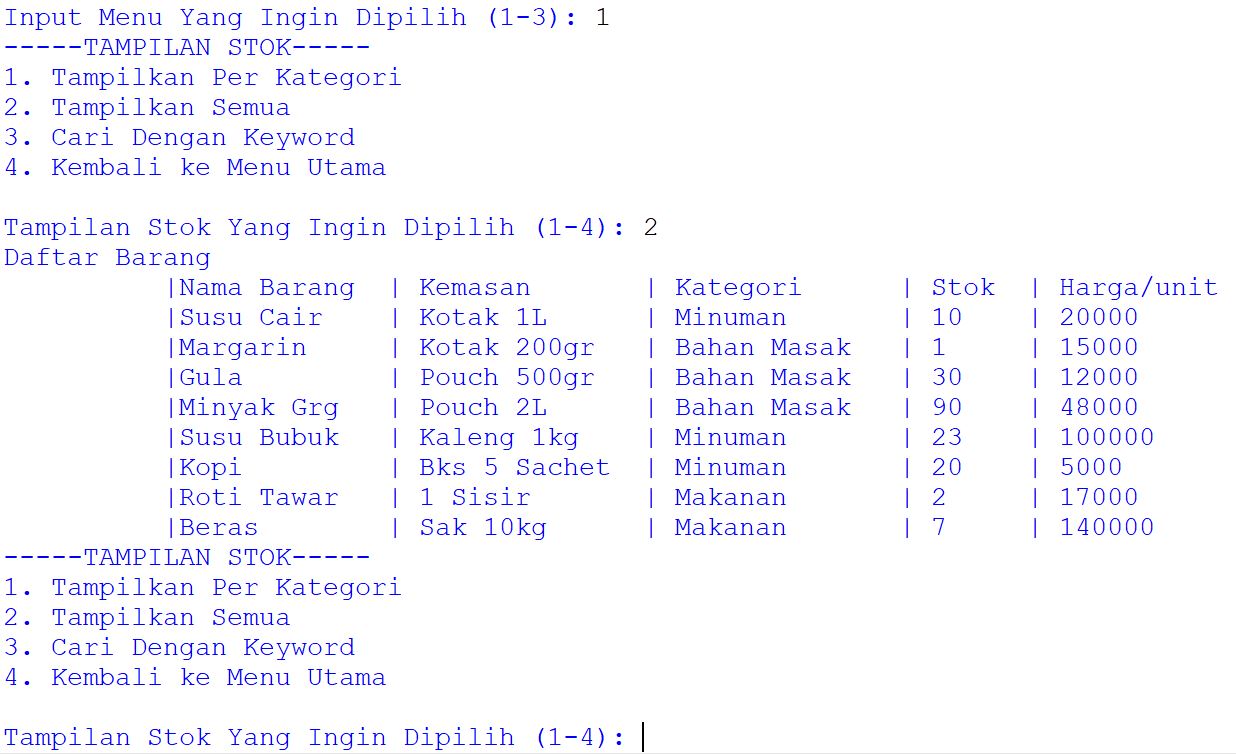 Input Menu Yang Ingin Dipilih (1-3): 1
-----TAMPILAN STOK-----
1. Tampilkan Per Kategori
2. Tampilkan Semua
3. Cari Dengan Keyword
4. Kembali ke Menu Utama
Tampilan Stok Yang Ingin Dipilih (1-4): 2
Daftar Barang
|Nama Barang | Kemasan | Kategori | Stok | Harga/unit
|Susu Cair | Kotak 1L | Minuman | 10 | 20000
|Margarin | Kotak 200gr | Bahan Masak | 1 | 15000
|Gula | Pouch 500gr | Bahan Masak | 30 | 12000
|Minyak Grg | Pouch 2L | Bahan Masak | 90 | 48000
|Susu Bubuk | Kaleng 1kg | Minuman | 23 | 100000
|Kopi | Bks 5 Sachet | Minuman | 20 | 5000
|Roti Tawar | 1 Sisir | Makanan | 2 | 17000
|Beras | Sak 10kg | Makanan | 7 | 140000
-----TAMPILAN STOK-----
1. Tampilkan Per Kategori
2. Tampilkan Semua
3. Cari Dengan Keyword
4. Kembali ke Menu Utama
Tampilan Stok Yang Ingin Dipilih (1-4):